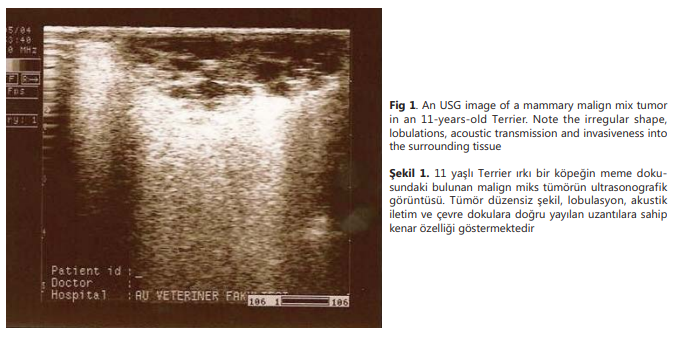 5/04
3:40
0 MHz
F
R→
Fps
ry: 1
Patient id :_
Doctor :
Hospital : AU VETERINER FAK
106 1
106
Fig 1. An USG image of a mammary malign mix tumor
in an 11-years-old Terrier. Note the irregular shape,
lobulations, acoustic transmission and invasiveness into
the surrounding tissue
Şekil 1. 11 yaşlı Terrier ırkı bir köpeğin meme doku-
sundaki bulunan malign miks tümörün ultrasonografik
görüntüsü. Tümör düzensiz şekil, lobulasyon, akustik
iletim ve çevre dokulara doğru yayılan uzantılara sahip
kenar özelliği göstermektedir